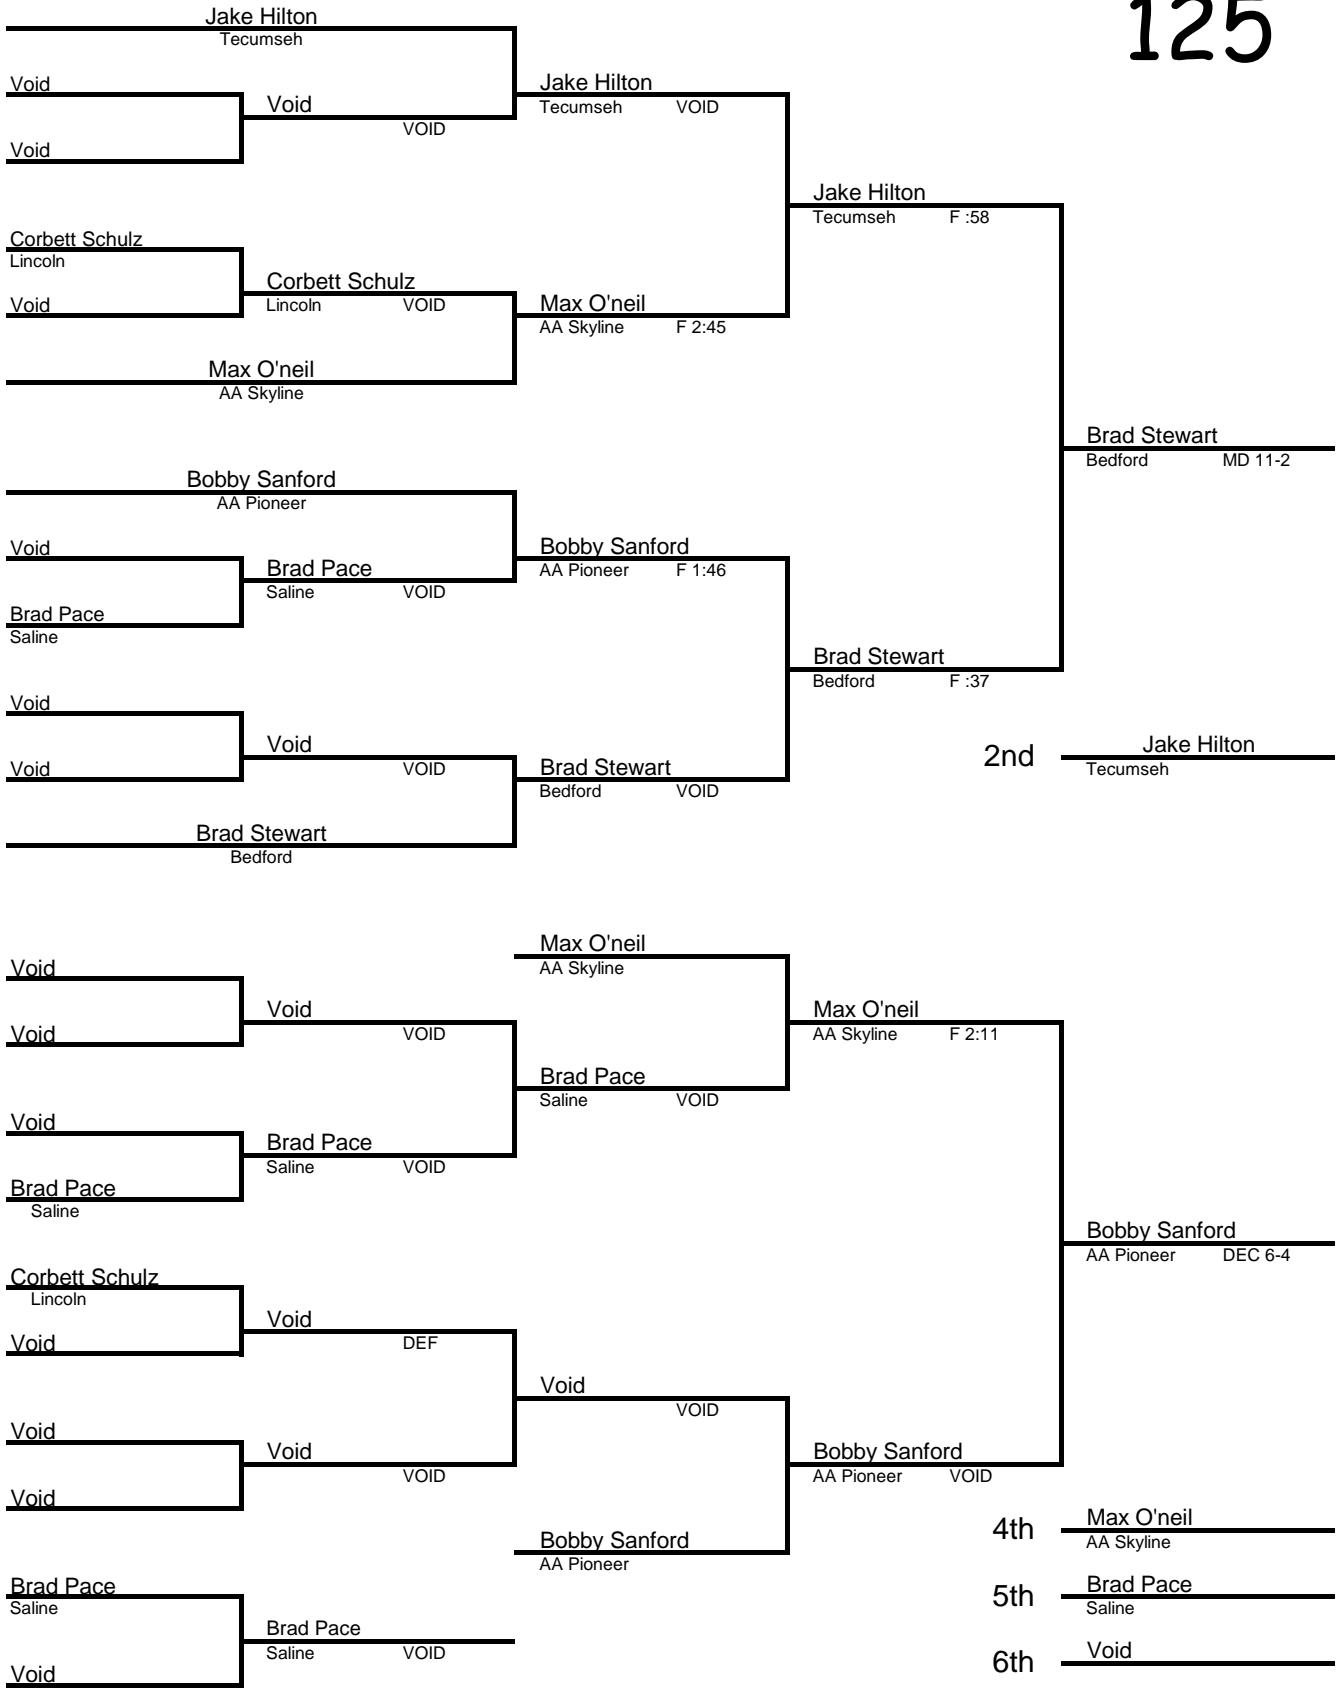 125
Jake Hilton
Tecumseh
Void
Void
VOID
Void
Jake Hilton
Tecumseh VOID
Corbett Schulz
Lincoln
Corbett Schulz
Lincoln VOID
Void
Max O'neil
AA Skyline F 2:45
Max O'neil
AA Skyline
Jake Hilton
Tecumseh F :58
Bobby Sanford
AA Pioneer
Void
Brad Pace
Saline VOID
Brad Pace
Saline
Bobby Sanford
AA Pioneer F 1:46
Void
Void
VOID
Void
Brad Stewart
Bedford VOID
Brad Stewart
Bedford
Brad Stewart
Bedford F :37
Brad Stewart
Bedford MD 11-2
2nd Jake Hilton
Tecumseh
Max O'neil
AA Skyline
Void
Void
VOID
Void
Void
Brad Pace
Saline VOID
Brad Pace
Saline
Brad Pace
Saline VOID
Max O'neil
AA Skyline F 2:11
Corbett Schulz
Lincoln
Void
DEF
Void
Void
VOID
Void
Void
VOID
Void
Bobby Sanford
AA Pioneer
Bobby Sanford
AA Pioneer VOID
Bobby Sanford
AA Pioneer DEC 6-4
Brad Pace
Saline
Brad Pace
Saline VOID
Void
4th Max O'neil
AA Skyline
5th Brad Pace
Saline
6th Void